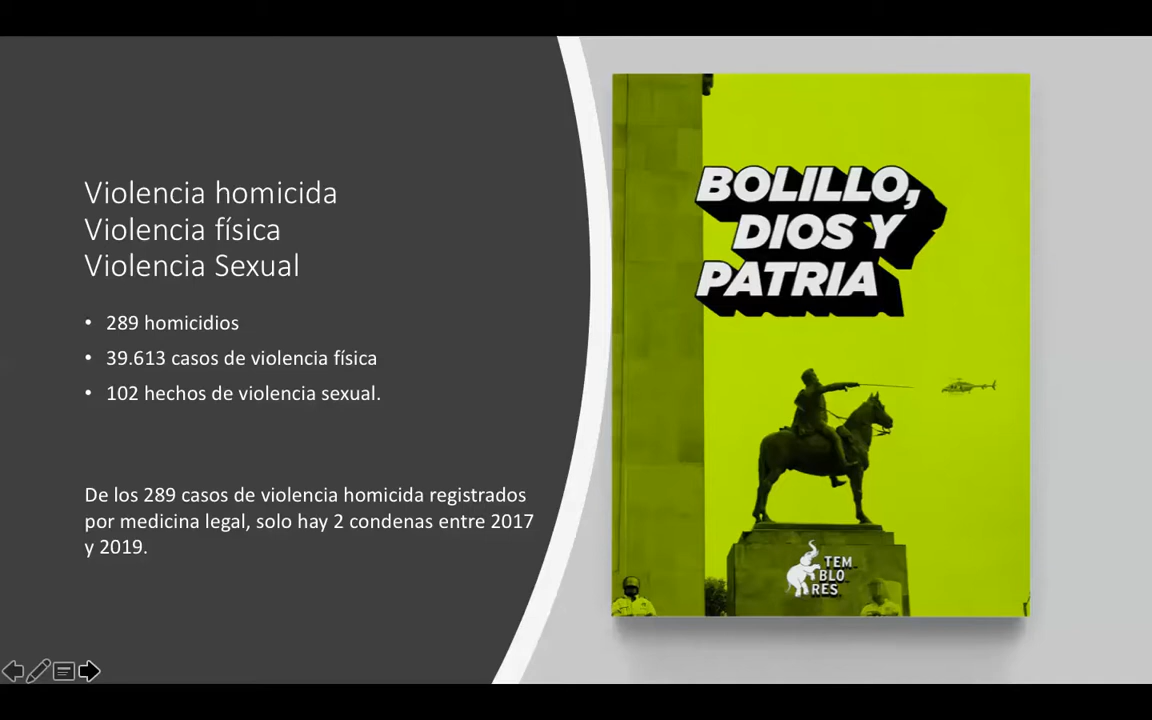 Violencia homicida
Violencia física
Violencia Sexual
• 289 homicidios
• 39.613 casos de violencia física
• 102 hechos de violencia sexual.
De los 289 casos de violencia homicida registrados
por medicina legal, solo hay 2 condenas entre 2017
y 2019.
BOLILLO,
DIOS Y
PATRIA
TEM
BLO
RES